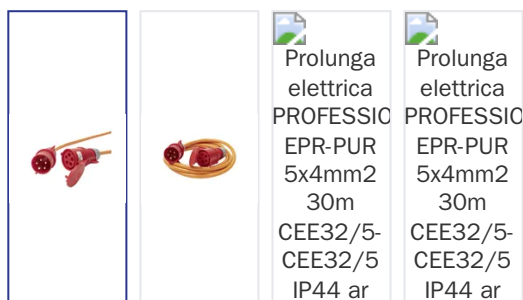 Prolunga
elettrica
PROFESSIO
EPR-PUR
5x4mm2
30m
CEE32/5-
CEE32/5
IP44 ar
Prolunga
elettrica
PROFESSIO
EPR-PUR
5x4mm2
30m
CEE32/5-
CEE32/5
IP44 ar